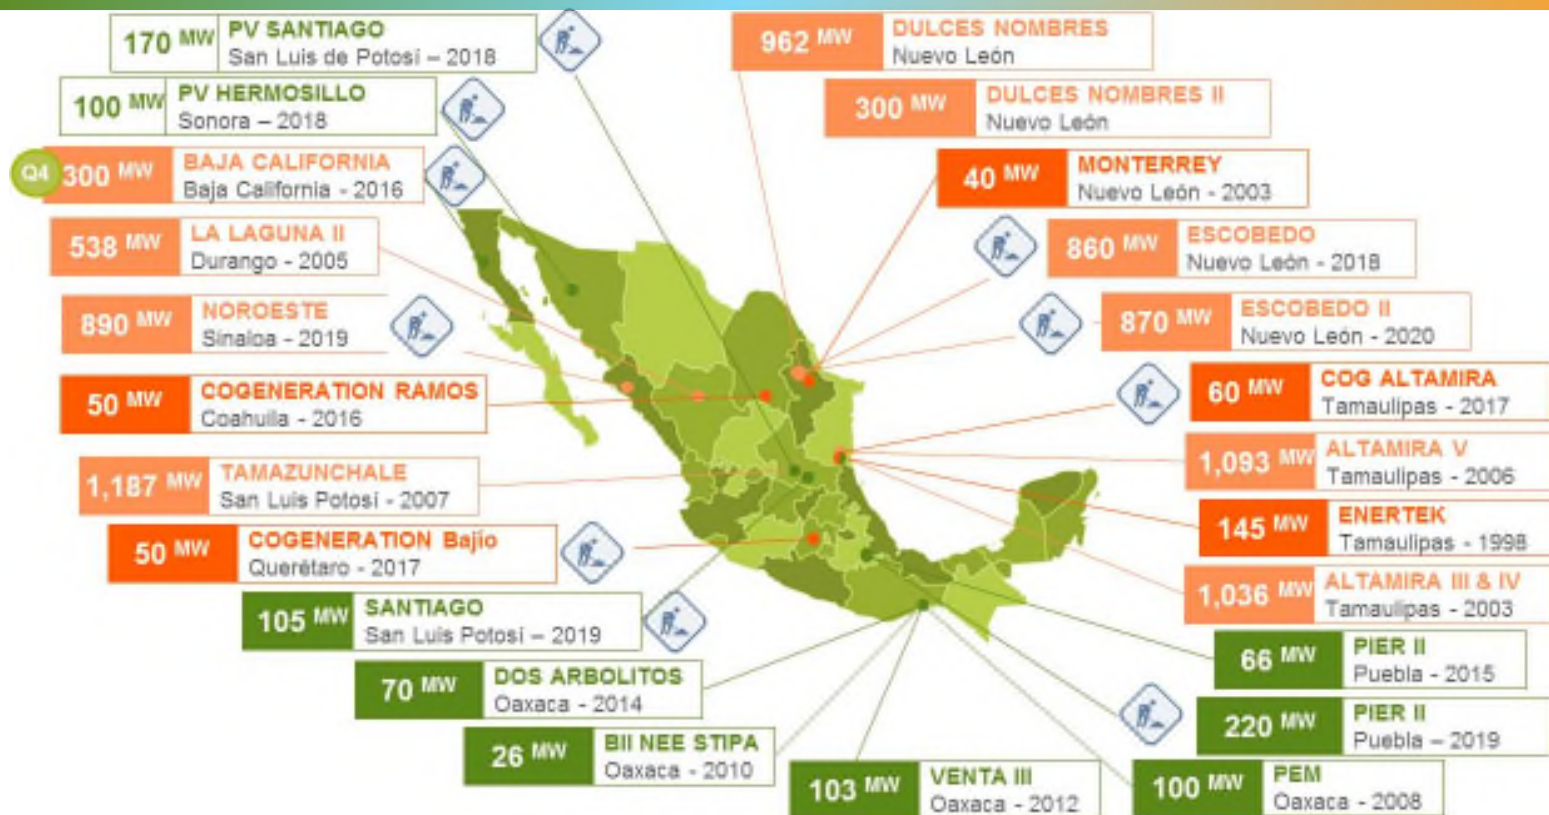 170 MW PV SANTIAGO
San Luis de Potosí – 2018
100 MW PV HERMOSILLO
Sonora – 2018
Q4 300 MW BAJA CALIFORNIA
Baja California - 2016
538 MW LA LAGUNA II
Durango - 2005
890 MW NOROESTE
Sinaloa - 2019
50 MW COGENERATION RAMOS
Coahuila - 2016
1,187 MW TAMAZUNCHALE
San Luis Potosí - 2007
50 MW COGENERATION Bajío
Querétaro - 2017
105 MW SANTIAGO
San Luis Potosí – 2019
70 MW DOS ARBOLITOS
Oaxaca - 2014
26 MW BII NEE STIPA
Oaxaca - 2010
103 MW VENTA III
Oaxaca - 2012
962 MW DULCES NOMBRES
Nuevo León
300 MW DULCES NOMBRES II
Nuevo León
40 MW MONTERREY
Nuevo León - 2003
860 MW ESCOBEDO
Nuevo León - 2018
870 MW ESCOBEDO II
Nuevo León - 2020
60 MW COG ALTAMIRA
Tamaulipas - 2017
1,093 MW ALTAMIRA V
Tamaulipas - 2006
145 MW ENERTEK
Tamaulipas - 1998
1,036 MW ALTAMIRA III & IV
Tamaulipas - 2003
66 MW PIER II
Puebla - 2015
220 MW PIER II
Puebla – 2019
100 MW PEM
Oaxaca - 2008